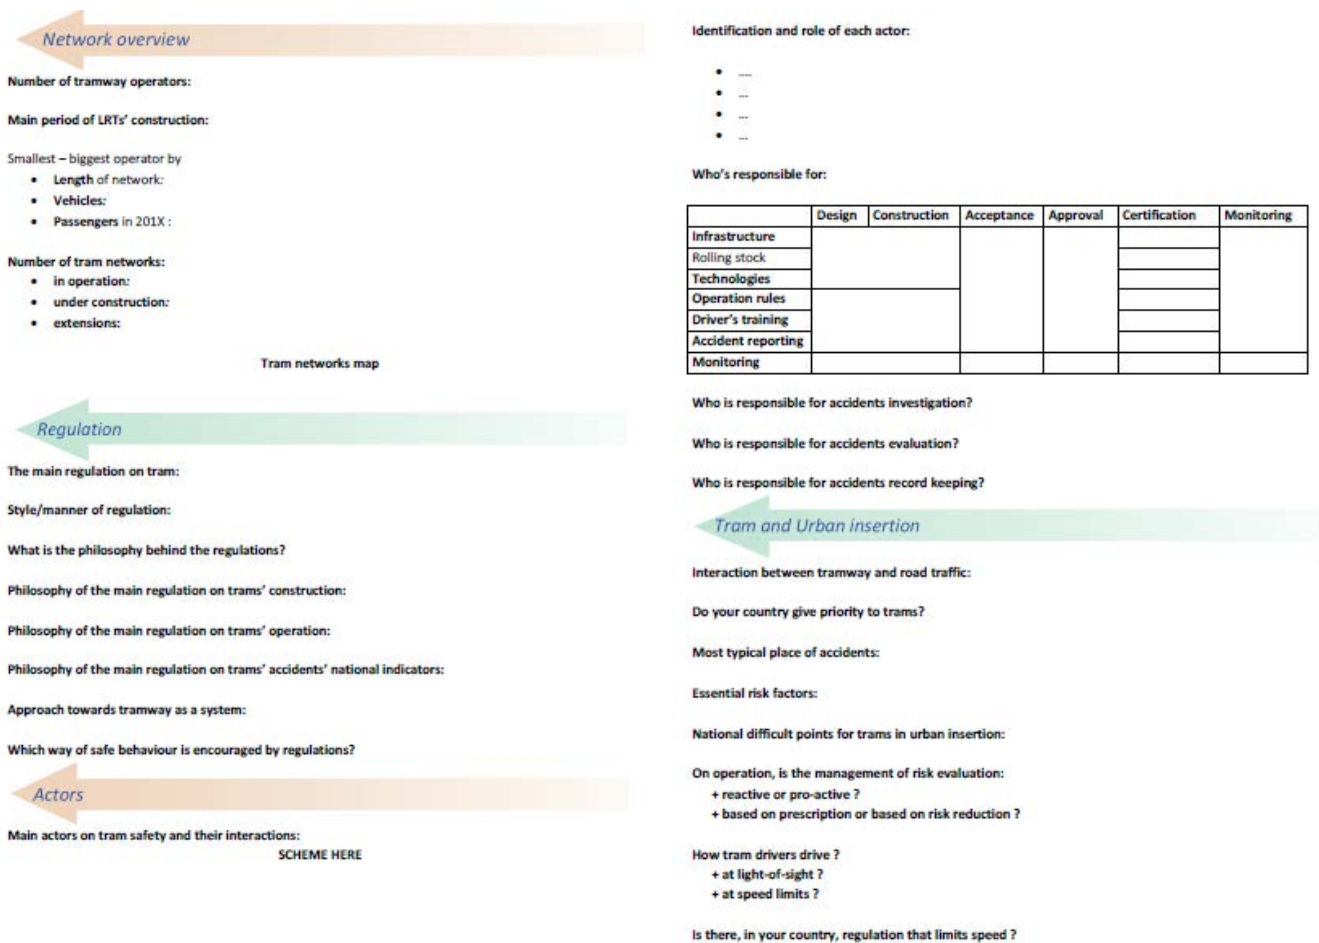 Network overview
Number of tramway operators:
Main period of LRTs' construction:
Smallest – biggest operator by
• Length of network:
• Vehicles:
• Passengers in 201X :
Number of tram networks:
• in operation:
• under construction:
• extensions:
Tram networks map
Regulation
The main regulation on tram:
Style/manner of regulation:
What is the philosophy behind the regulations?
Philosophy of the main regulation on trams' construction:
Philosophy of the main regulation on trams' operation:
Philosophy of the main regulation on trams' accidents' national indicators:
Approach towards tramway as a system:
Which way of safe behaviour is encouraged by regulations?
Actors
Main actors on tram safety and their interactions:
SCHEME HERE
Identification and role of each actor:
• ....
• ...
• ...
• ...
Who's responsible for:
Design Construction Acceptance Approval Certification Monitoring
Infrastructure
Rolling stock
Technologies
Operation rules
Driver's training
Accident reporting
Monitoring
Who is responsible for accidents investigation?
Who is responsible for accidents evaluation?
Who is responsible for accidents record keeping?
Tram and Urban insertion
Interaction between tramway and road traffic:
Do your country give priority to trams?
Most typical place of accidents:
Essential risk factors:
National difficult points for trams in urban insertion:
On operation, is the management of risk evaluation:
+ reactive or pro-active ?
+ based on prescription or based on risk reduction ?
How tram drivers drive ?
+ at light-of-sight ?
+ at speed limits ?
Is there, in your country, regulation that limits speed ?